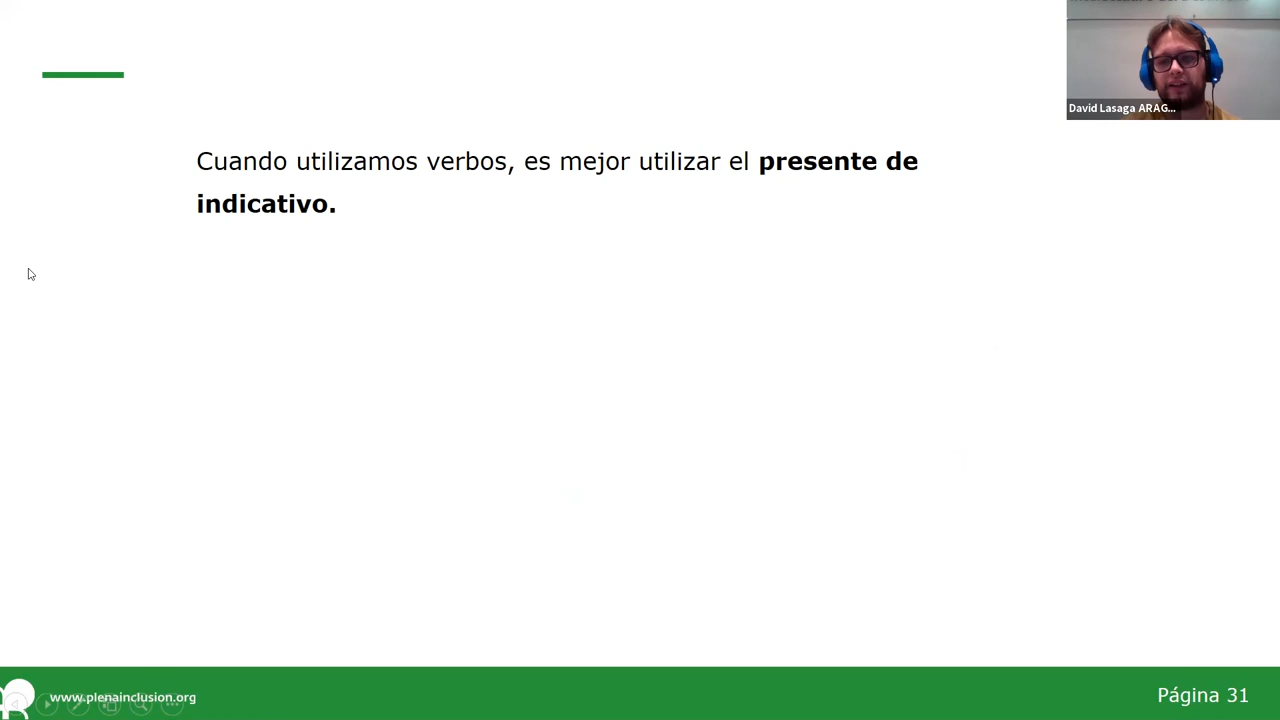 David Lasaga ARAG...
Cuando utilizamos verbos, es mejor utilizar el presente de
indicativo.
www.plenainclusion.org
Página 31